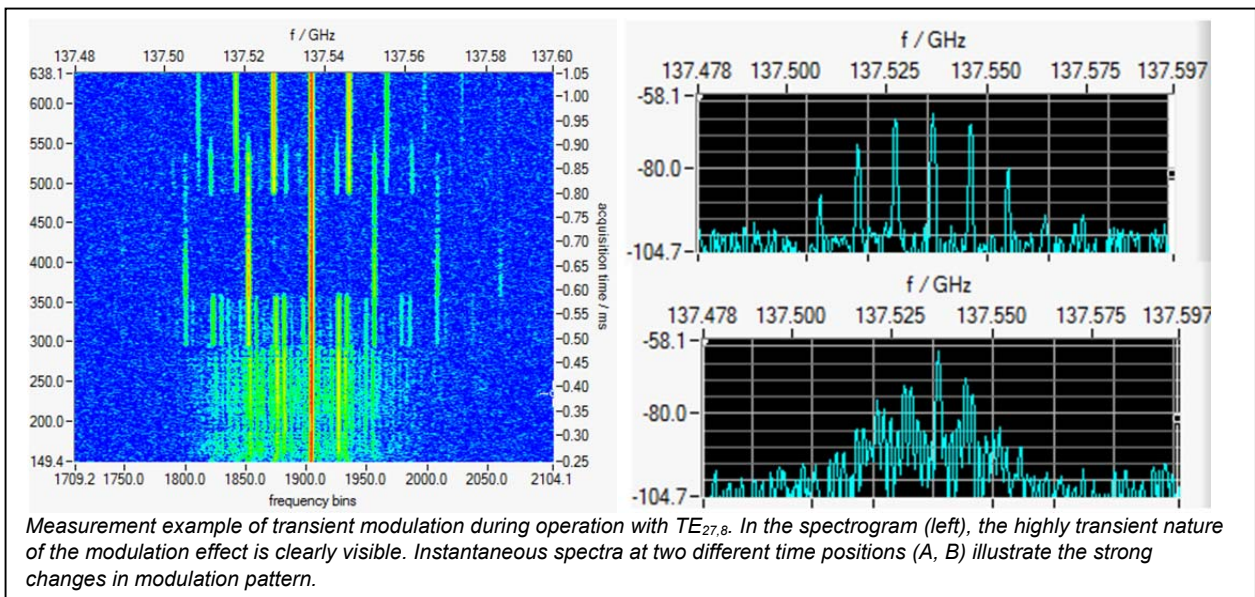 f / GHz
137.48 137.50 137.52 137.54 137.56 137.58 137.60
638.1
600.0
550.0
500.0
450.0
400.0
350.0
300.0
250.0
200.0
149.4
1.05
1.00
0.95
0.90
0.85
0.80
0.75
0.70
0.65
0.60
0.55
0.50
0.45
0.40
0.35
0.30
0.25
acquisition time / ms
1709.2 1750.0 1800.0 1850.0 1900.0 1950.0 2000.0 2104.1
frequency bins
f / GHz
137.478 137.500 137.525 137.550 137.575 137.597
-58.1
-80.0
-104.7
f / GHz
137.478 137.500 137.525 137.550 137.575 137.597
-58.1
-80.0
-104.7
Measurement example of transient modulation during operation with TE27,8. In the spectrogram (left), the highly transient nature
of the modulation effect is clearly visible. Instantaneous spectra at two different time positions (A, B) illustrate the strong
changes in modulation pattern.